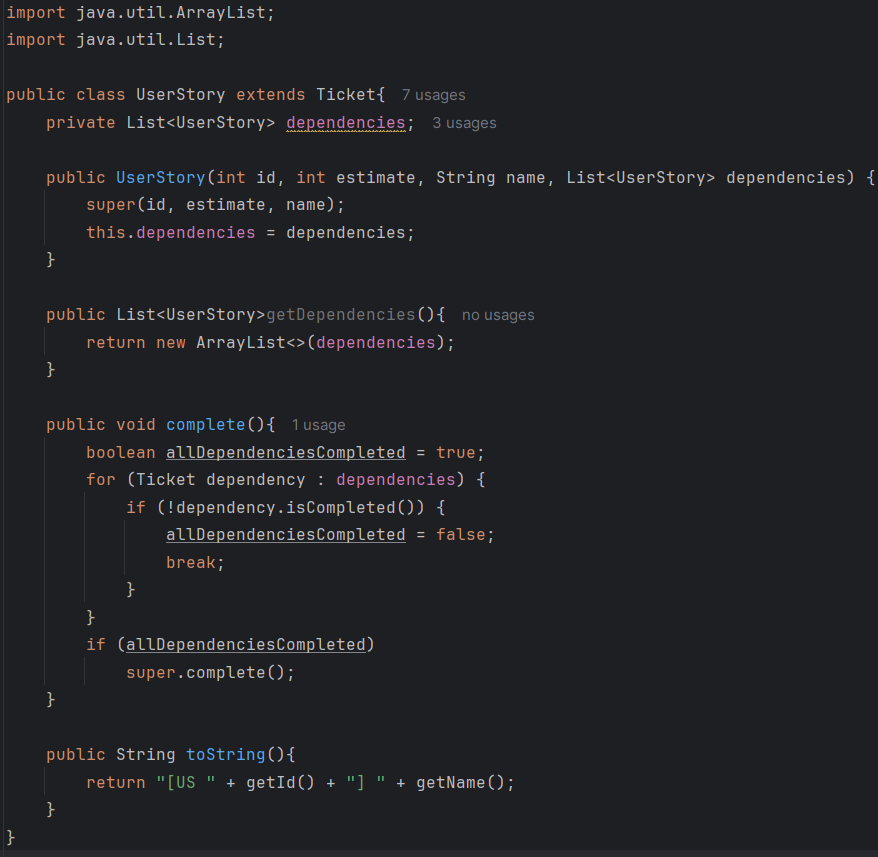 import java.util.ArrayList;
import java.util.List;
public class UserStory extends Ticket{ 7 usages
private List<UserStory> dependencies; 3 usages
public UserStory(int id, int estimate, String name, List<UserStory> dependencies) {
super(id, estimate, name);
this.dependencies = dependencies;
}
public List<UserStory>getDependencies(){ no usages
return new ArrayList<>(dependencies);
}
public void complete(){ 1 usage
boolean allDependenciesCompleted = true;
for (Ticket dependency : dependencies) {
if (!dependency.isCompleted()) {
allDependenciesCompleted = false;
break;
}
}
if (allDependenciesCompleted)
super.complete();
}
public String toString(){
return "[US " + getId() + "] " + getName();
}
}